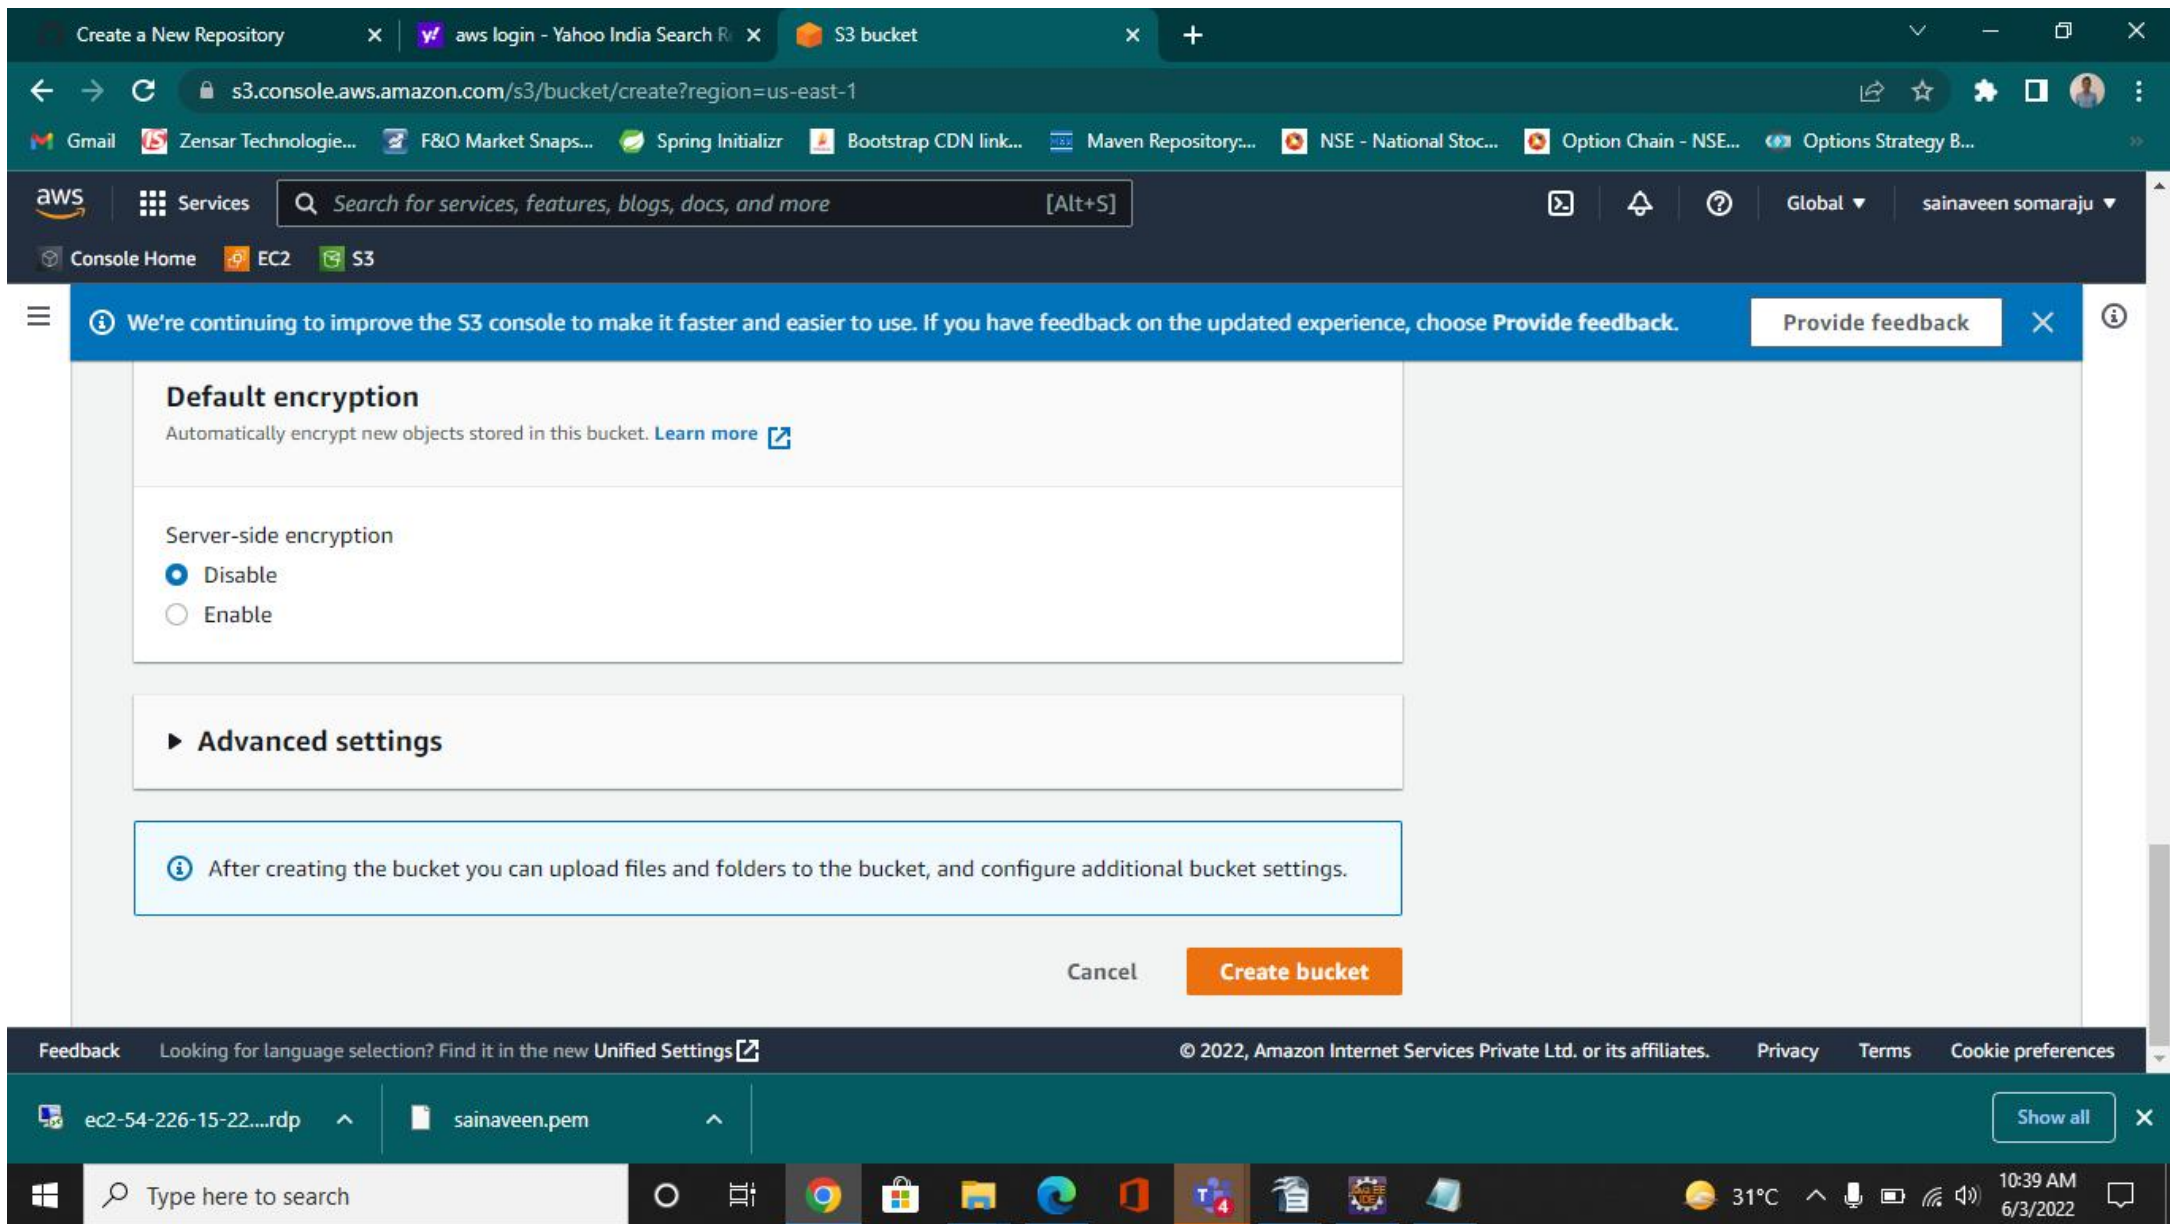 Create a New Repository
aws login - Yahoo India Search R
S3 bucket
s3.console.aws.amazon.com/s3/bucket/create?region=us-east-1
Gmail
Zensar Technologie...
F&O Market Snaps...
Spring Initializr
Bootstrap CDN link...
Maven Repository:...
NSE - National Stoc...
Option Chain - NSE...
Options Strategy B...
aws
Services
Search for services, features, blogs, docs, and more [Alt+S]
Global
sainaveen somaraju
Console Home
EC2
S3
We're continuing to improve the S3 console to make it faster and easier to use. If you have feedback on the updated experience, choose Provide feedback.
Provide feedback
Default encryption
Automatically encrypt new objects stored in this bucket. Learn more
Server-side encryption
Disable
Enable
Advanced settings
After creating the bucket you can upload files and folders to the bucket, and configure additional bucket settings.
Cancel
Create bucket
Feedback
Looking for language selection? Find it in the new Unified Settings
© 2022, Amazon Internet Services Private Ltd. or its affiliates.
Privacy
Terms
Cookie preferences
ec2-54-226-15-22....rdp
sainaveen.pem
Show all
Type here to search
4
31°C
10:39 AM
6/3/2022